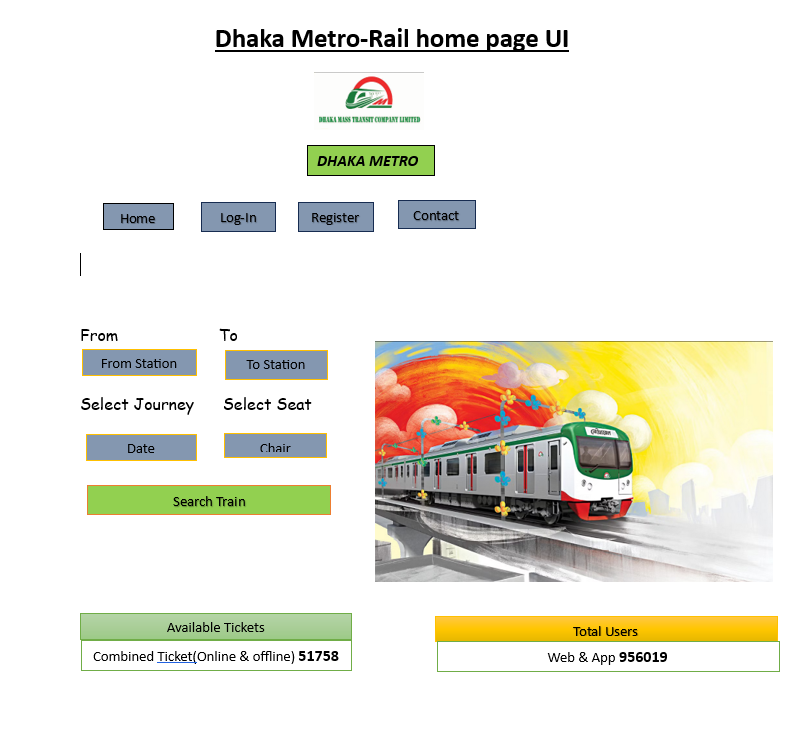 Dhaka Metro-Rail home page UI
DHAKA MASS TRANSIT COMPANY LIMITED
DHAKA METRO
Home Log-In Register Contact
From To
From Station To Station
Select Journey Select Seat
Date Chair
Search Train
Available Tickets
Combined Ticket(Online & offline) 51758
Total Users
Web & App 956019